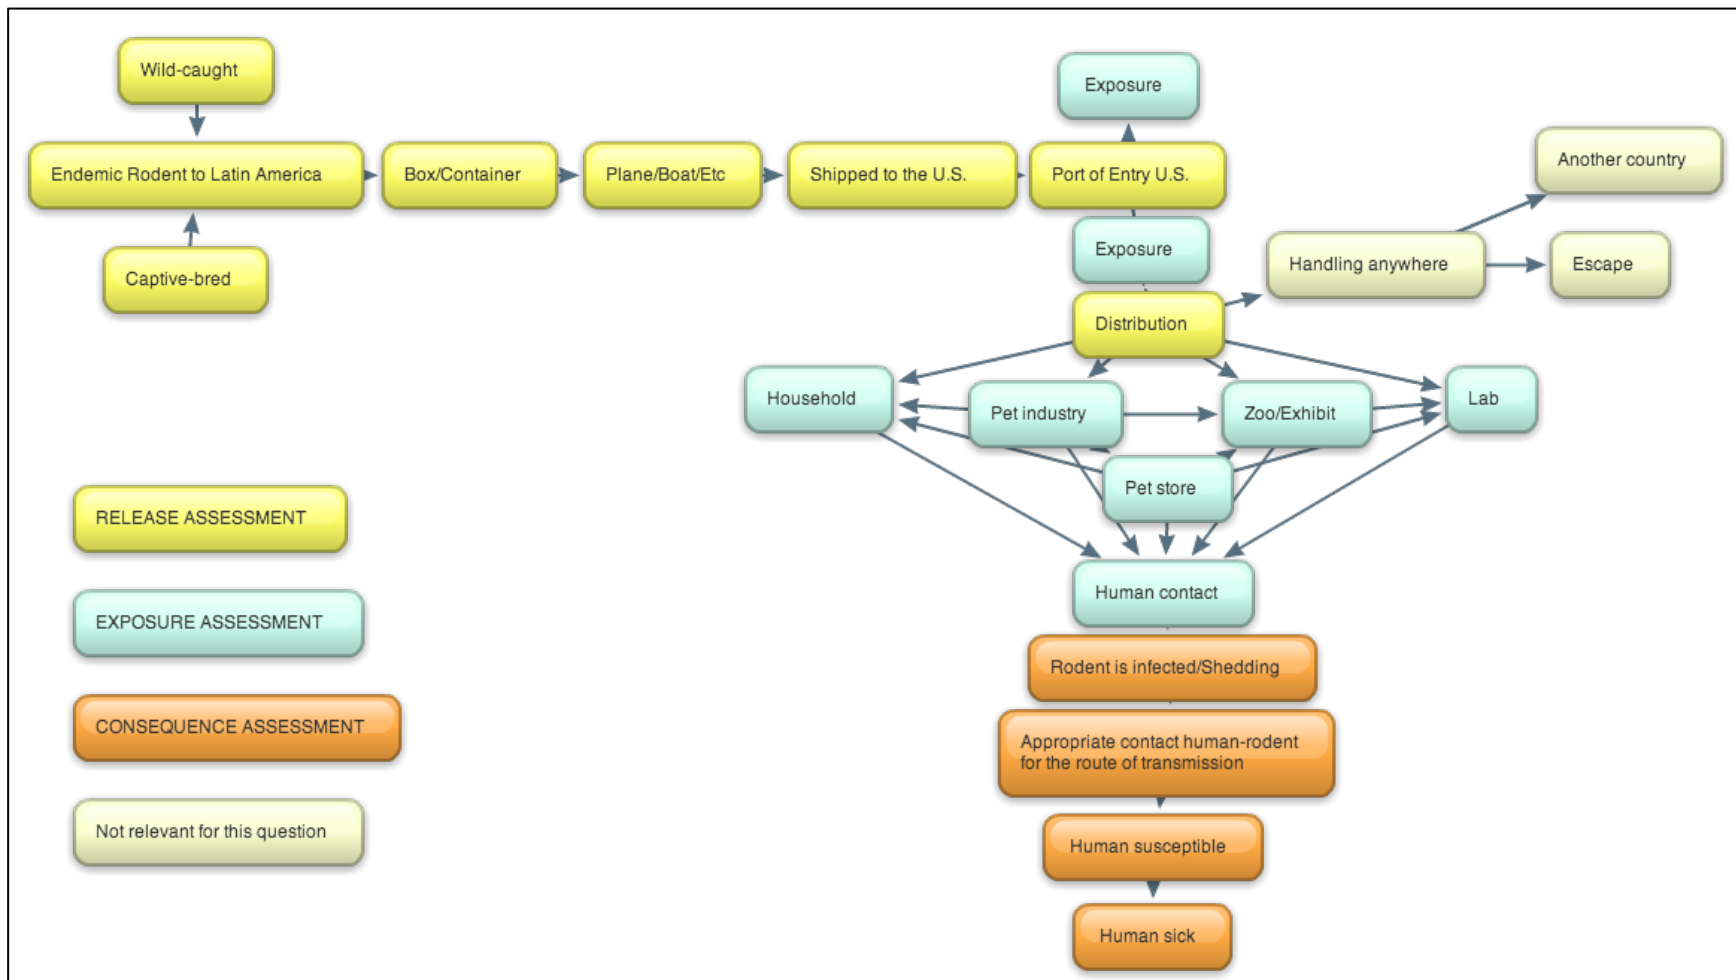 Wild-caught
Exposure
Endemic Rodent to Latin America
Box/Container
Plane/Boat/Etc
Shipped to the U.S.
Port of Entry U.S.
Another country
Captive-bred
Exposure
Handling anywhere
Escape
Distribution
Household
Pet industry
Zoo/Exhibit
Lab
Pet store
Human contact
Rodent is infected/Shedding
Appropriate contact human-rodent
for the route of transmission
Human susceptible
Human sick
RELEASE ASSESSMENT
EXPOSURE ASSESSMENT
CONSEQUENCE ASSESSMENT
Not relevant for this question